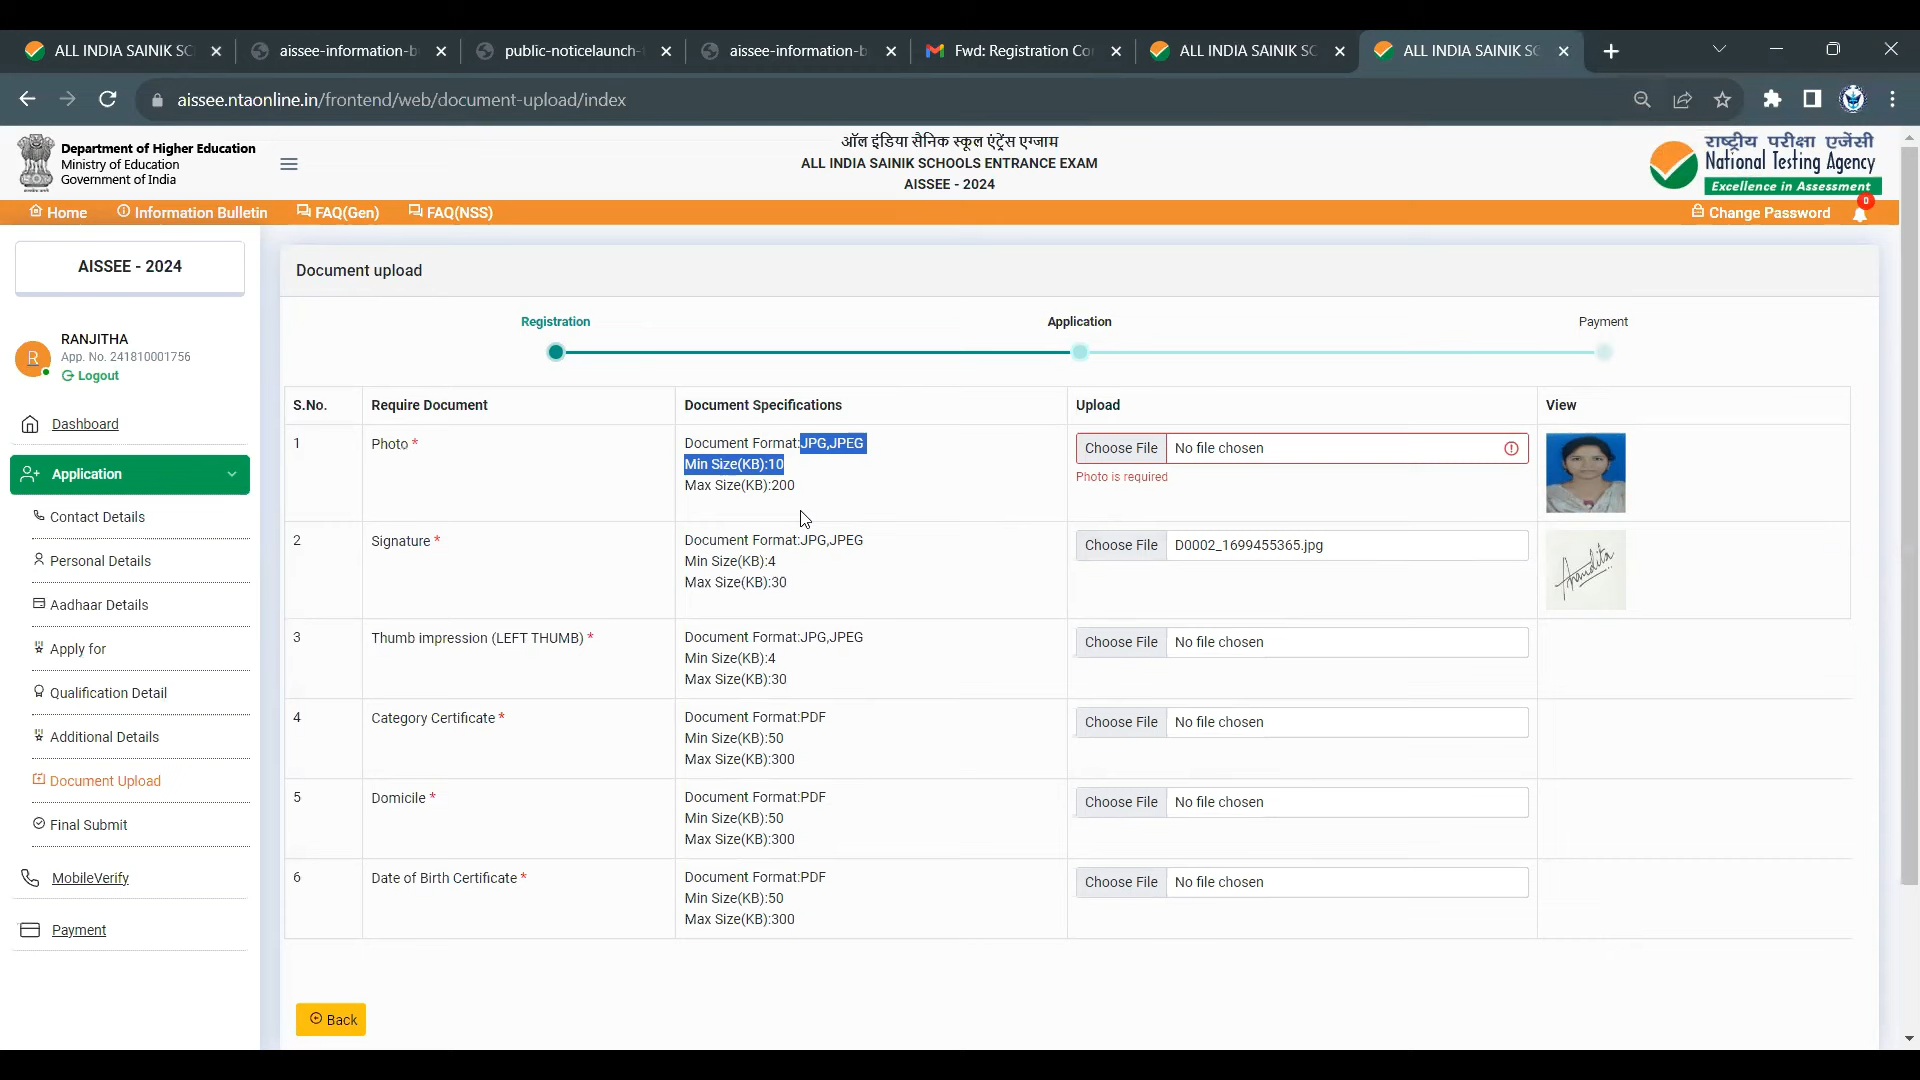 ALL INDIA SAINIK SC
aissee-information-b
public-noticelaunch-
aissee-information-b
Fwd: Registration Co
ALL INDIA SAINIK SC
ALL INDIA SAINIK SC
aissee.ntaonline.in/frontend/web/document-upload/index
Department of Higher Education
Ministry of Education
Government of India
ऑल इंडिया सैनिक स्कूल एंट्रेंस एग्जाम
ALL INDIA SAINIK SCHOOLS ENTRANCE EXAM
AISSEE - 2024
राष्ट्रीय परीक्षा एजेंसी
National Testing Agency
Excellence in Assessment
Home
Information Bulletin
FAQ(Gen)
FAQ(NSS)
Change Password
0
AISSEE - 2024
R
RANJITHA
App. No. 241810001756
Logout
Dashboard
Application
Contact Details
Personal Details
Aadhaar Details
Apply for
Qualification Detail
Additional Details
Document Upload
Final Submit
MobileVerify
Payment
Document upload
Registration
Application
Payment
S.No. Require Document Document Specifications Upload View
1 Photo * Document Format:JPG,JPEG Choose File No file chosen
Min Size(KB):10
Photo is required
Max Size(KB):200
2 Signature * Document Format:JPG,JPEG Choose File D0002_1699455365.jpg
Min Size(KB):4
Anandita
Max Size(KB):30
3 Thumb impression (LEFT THUMB) * Document Format:JPG,JPEG Choose File No file chosen
Min Size(KB):4
Max Size(KB):30
4 Category Certificate * Document Format:PDF Choose File No file chosen
Min Size(KB):50
Max Size(KB):300
5 Domicile * Document Format:PDF Choose File No file chosen
Min Size(KB):50
Max Size(KB):300
6 Date of Birth Certificate * Document Format:PDF Choose File No file chosen
Min Size(KB):50
Max Size(KB):300
Back